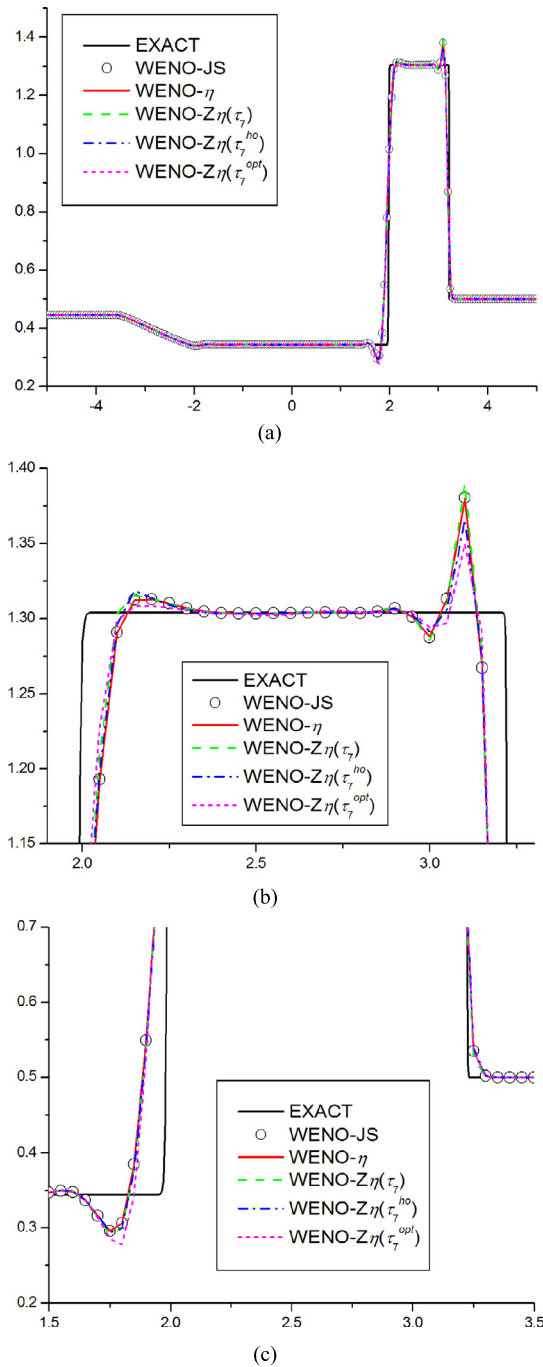 1.4
1.2
1.0
0.8
0.6
0.4
0.2
EXACT
WENO-JS
WENO-η
WENO-Zη(τ₇)
WENO-Zη(τ₇ʰᵒ)
WENO-Zη(τ₇ᵒᵖᵗ)
-4 -2 0 2 4
(a)
1.40
1.35
1.30
1.25
1.20
1.15
EXACT
WENO-JS
WENO-η
WENO-Zη(τ₇)
WENO-Zη(τ₇ʰᵒ)
WENO-Zη(τ₇ᵒᵖᵗ)
2.0 2.5 3.0
(b)
0.7
0.6
0.5
0.4
0.3
0.2
EXACT
WENO-JS
WENO-η
WENO-Zη(τ₇)
WENO-Zη(τ₇ʰᵒ)
WENO-Zη(τ₇ᵒᵖᵗ)
1.5 2.0 2.5 3.0 3.5
(c)